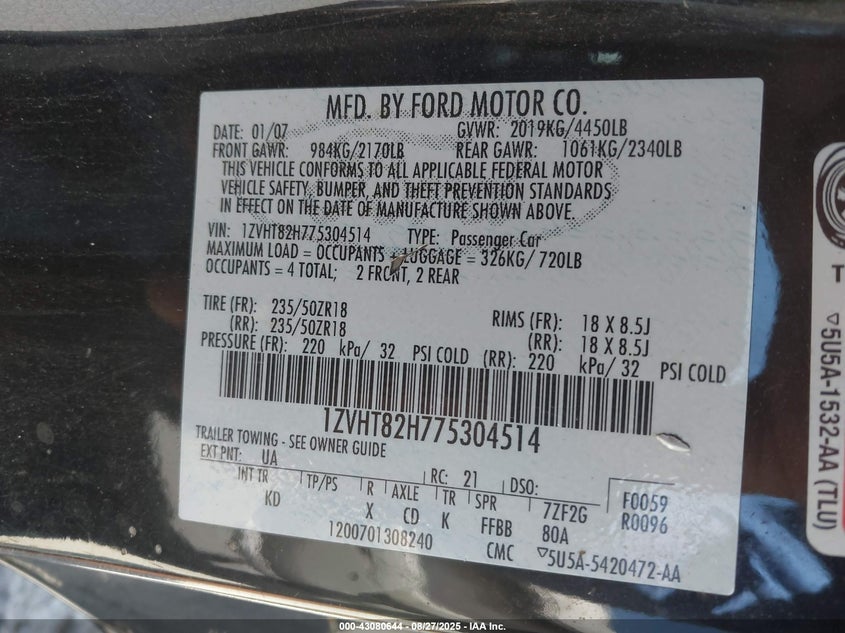 MFD. BY FORD MOTOR CO.
DATE: 01/07 GVWR: 2019KG/4450LB
FRONT GAWR: 984KG/2170LB REAR GAWR: 1061KG/2340LB
THIS VEHICLE CONFORMS TO ALL APPLICABLE FEDERAL MOTOR
VEHICLE SAFETY, BUMPER, AND THEFT PREVENTION STANDARDS
IN EFFECT ON THE DATE OF MANUFACTURE SHOWN ABOVE.
VIN: 1ZVHT82H775304514 TYPE: Passenger Car
MAXIMUM LOAD = OCCUPANTS + LUGGAGE = 326KG/720LB
OCCUPANTS = 4 TOTAL; 2 FRONT, 2 REAR
TIRE (FR): 235/50ZR18 RIMS (FR): 18 X 8.5J
(RR): 235/50ZR18 (RR): 18 X 8.5J
PRESSURE (FR): 220 kPa/ 32 PSI COLD (RR): 220 kPa/ 32 PSI COLD
1ZVHT82H775304514
TRAILER TOWING - SEE OWNER GUIDE
EXT PNT: UA RC: 21 DSO:
INT TR TP/PS R AXLE TR SPR 7ZF2G F0059
KD X CD K FFBB 80A R0096
1200701308240 CMC ▽5U5A-5420472-AA
T
▽5U5A-1532-AA (TLU)
000-43080644 - 08/27/2025 - IAA Inc.